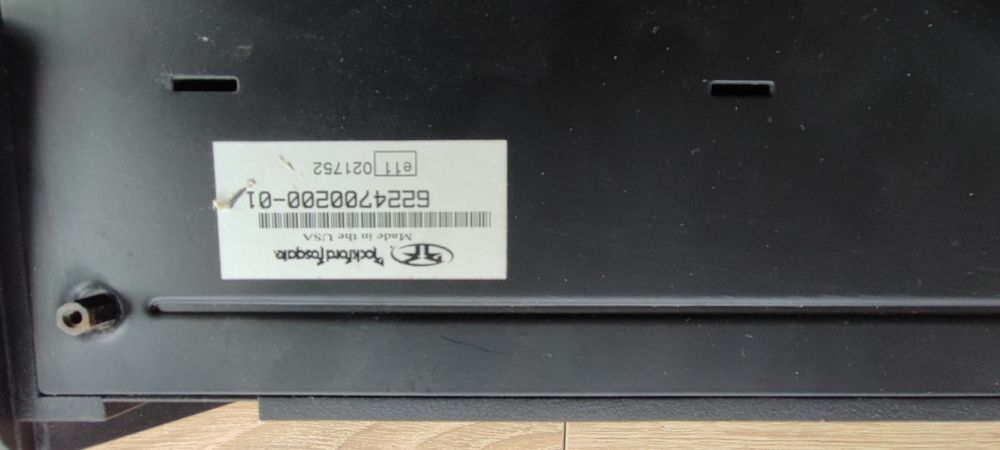 Rockford Fosgate
Made in the USA
6224700200-01
e11 021752